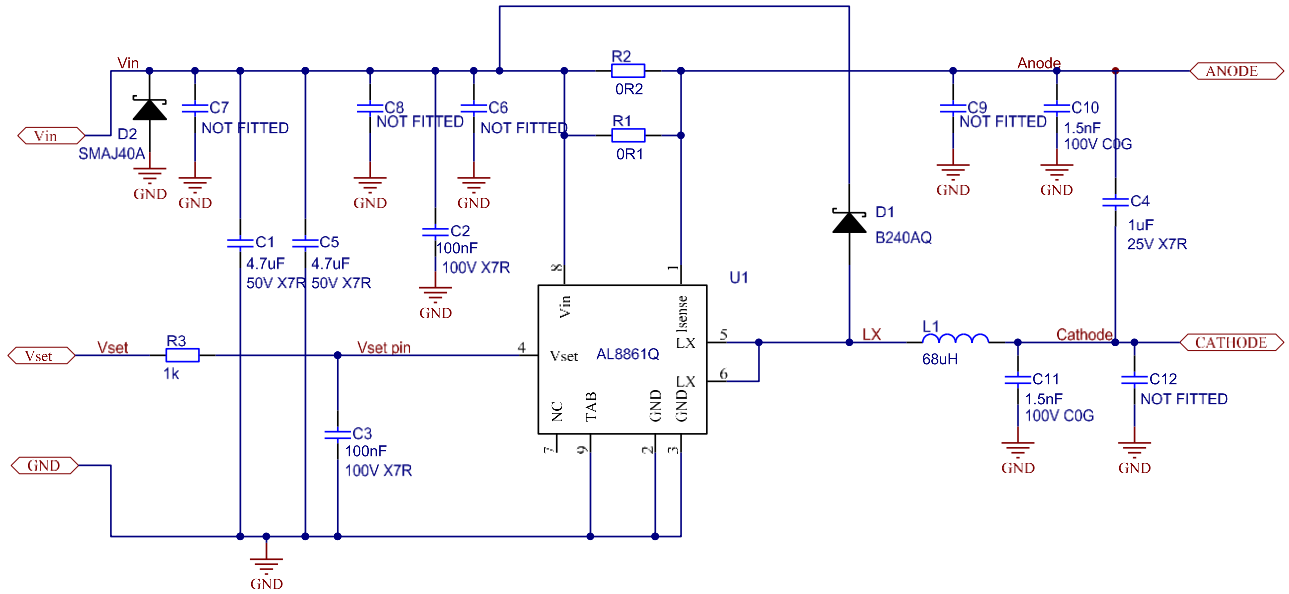 R2
Vin
Anode
ANODE
0R2
C7
NOT FITTED
C8
NOT FITTED
C6
NOT FITTED
C9
NOT FITTED
C10
1.5nF
100V C0G
R1
0R1
Vin
D2
SMAJ40A
GND
GND
GND
GND
GND
GND
C4
1uF
25V X7R
D1
B240AQ
C1
4.7uF
50V X7R
C5
4.7uF
50V X7R
C2
100nF
100V X7R
GND
8
1
U1
Vin
Isense
Vset
Vset
R3
1k
Vset pin
4
Vset
AL8861Q
LX
5
LX
6
LX
L1
68uH
Cathode
CATHODE
C11
1.5nF
100V C0G
GND
C12
NOT FITTED
GND
NC
TAB
GND
GND
7
9
2
3
C3
100nF
100V X7R
GND
GND